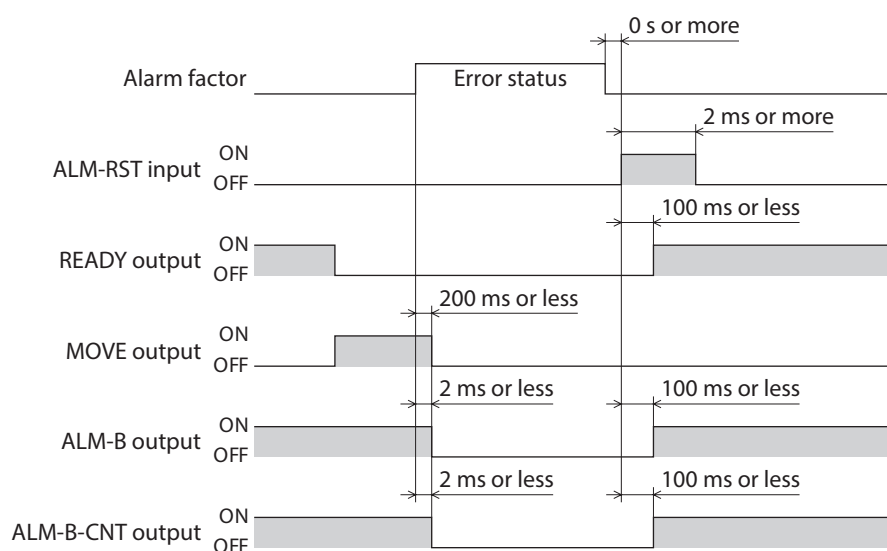 0 s or more
Alarm factor
Error status
2 ms or more
ALM-RST input
ON
OFF
100 ms or less
READY output
ON
OFF
200 ms or less
MOVE output
ON
OFF
2 ms or less
100 ms or less
ALM-B output
ON
OFF
2 ms or less
100 ms or less
ALM-B-CNT output
ON
OFF